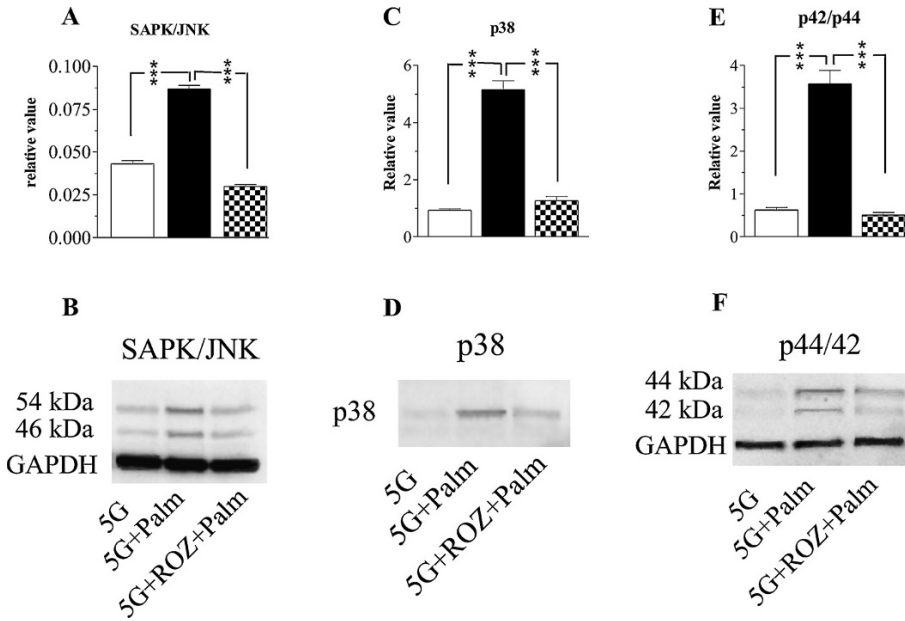 A
SAPK/JNK
relative value
0.100
0.075
0.050
0.025
0.000
***
***
C
p38
Relative value
6
4
2
0
***
***
E
p42/p44
Relative value
4
3
2
1
0
***
***
B
SAPK/JNK
54 kDa
46 kDa
GAPDH
5G
5G+Palm
5G+ROZ+Palm
D
p38
p38
5G
5G+Palm
5G+ROZ+Palm
F
p44/42
44 kDa
42 kDa
GAPDH
5G
5G+Palm
5G+ROZ+Palm